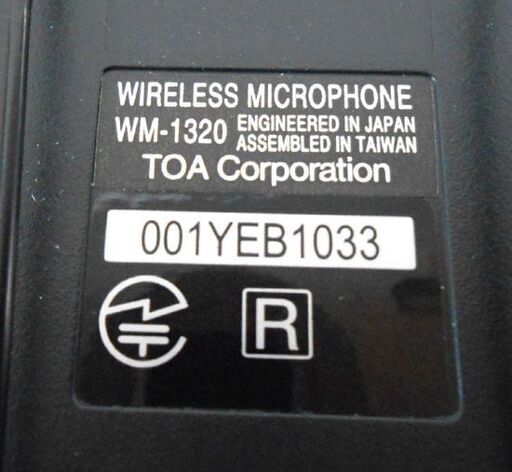 WIRELESS MICROPHONE
WM-1320 ENGINEERED IN JAPAN
ASSEMBLED IN TAIWAN
TOA Corporation
001YEB1033
R